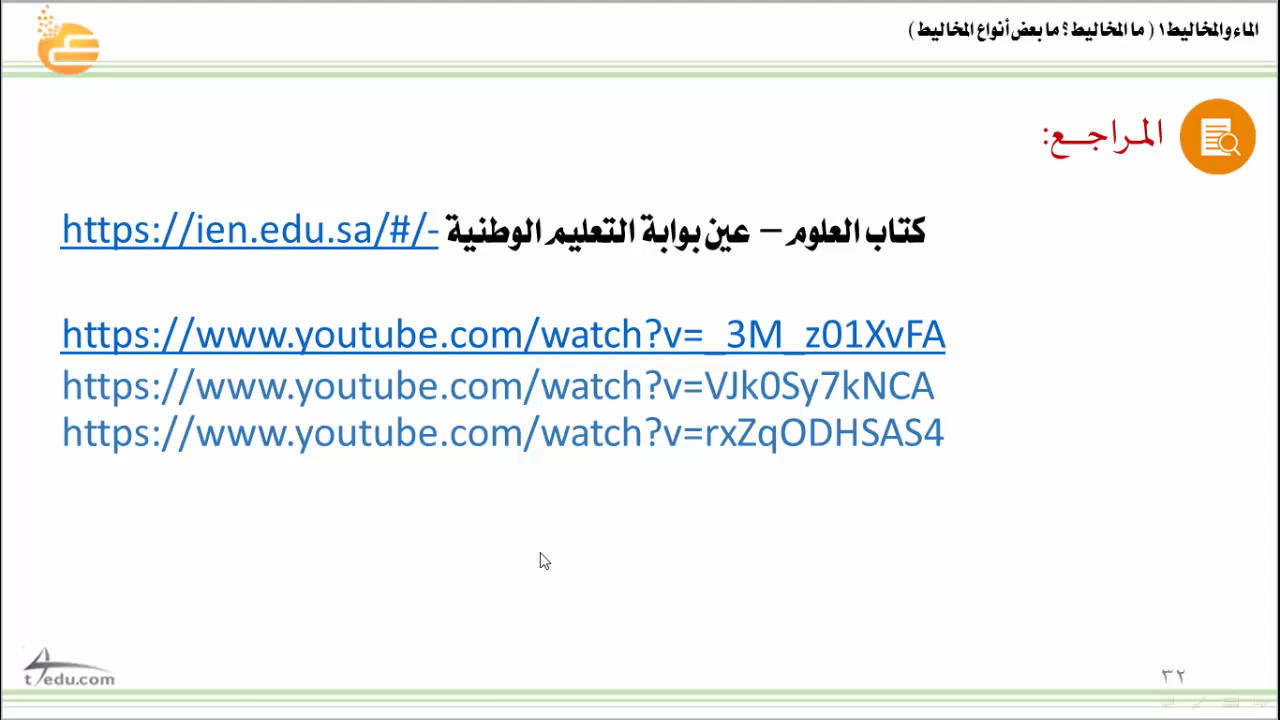 الماء والمخاليط١ ( ما المخاليط؟ ما بعض أنواع المخاليط )
المراجع:
كتاب العلوم – عين بوابة التعليم الوطنية -https://ien.edu.sa/#/
https://www.youtube.com/watch?v=_3M_z01XvFA
https://www.youtube.com/watch?v=VJk0Sy7kNCA
https://www.youtube.com/watch?v=rxZqODHSAS4
t4edu.com
٣٢